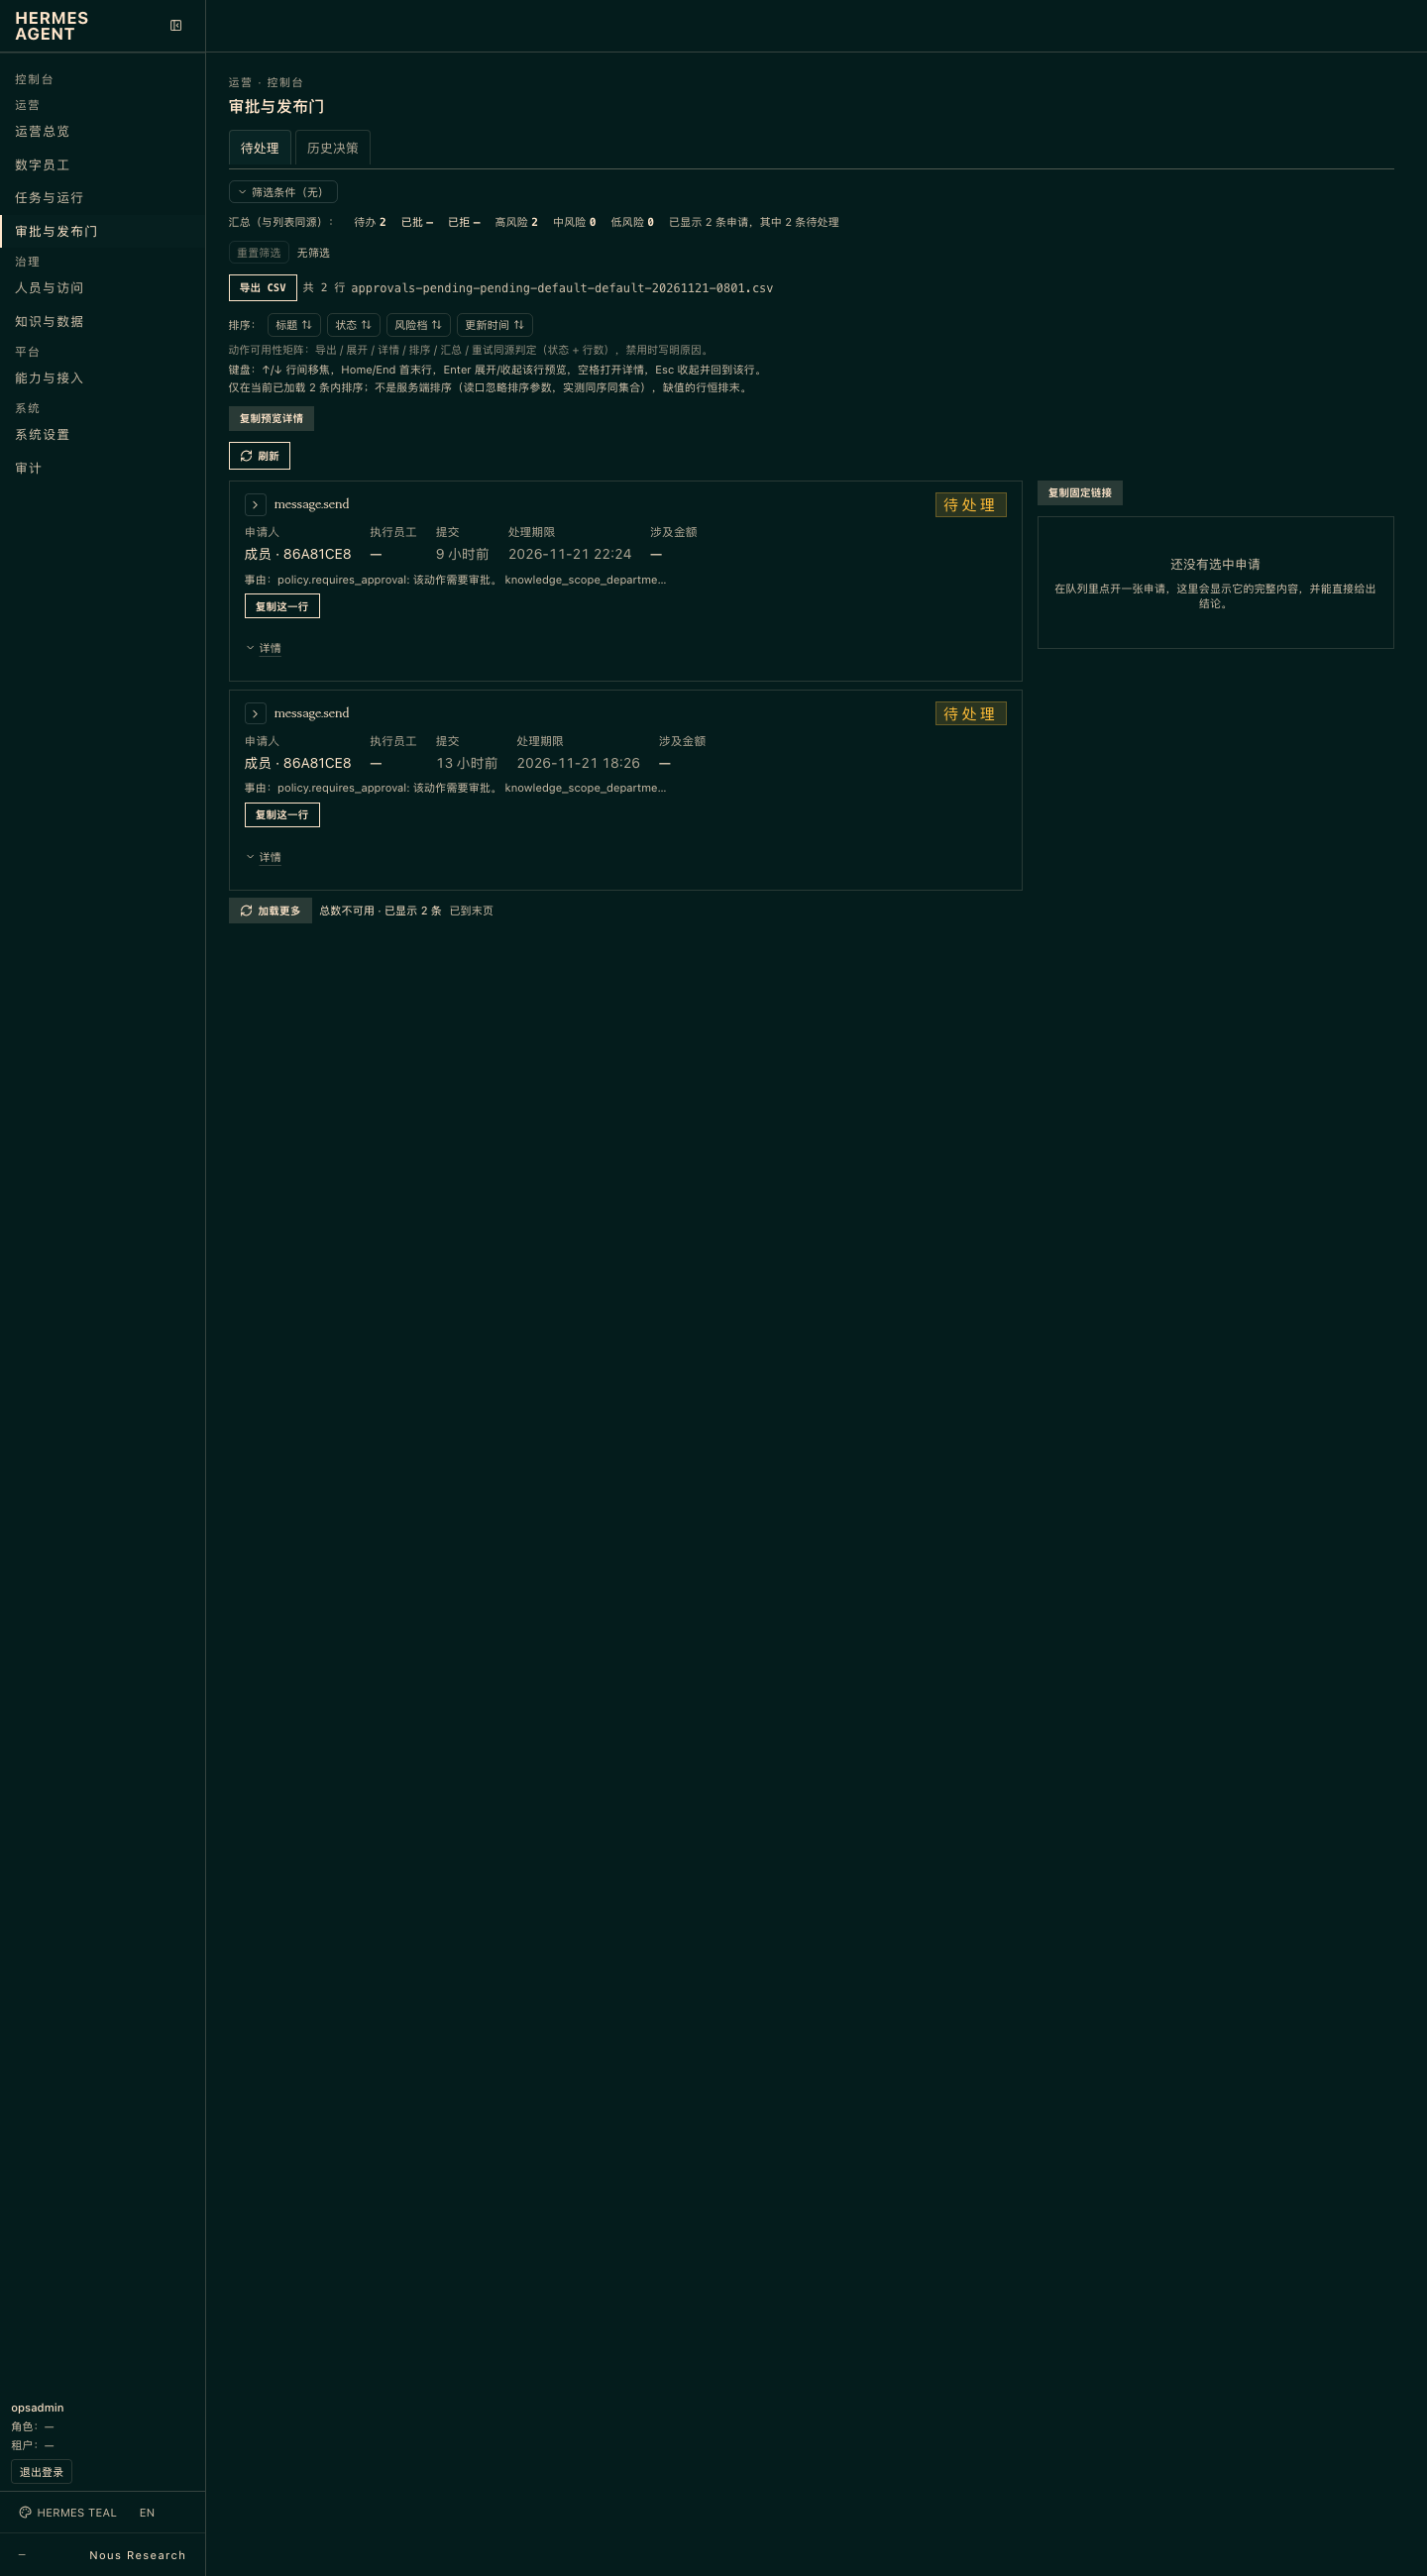 HERMES
AGENT
控制台
运营
运营总览
数字员工
任务与运行
审批与发布门
治理
人员与访问
知识与数据
平台
能力与接入
系统
系统设置
审计
opsadmin
角色：—
租户：—
退出登录
HERMES TEAL EN
— Nous Research
运营 · 控制台
审批与发布门
待处理 历史决策
筛选条件（无）
汇总（与列表同源）： 待办 2 已批 — 已拒 — 高风险 2 中风险 0 低风险 0 已显示 2 条申请，其中 2 条待处理
重置筛选 无筛选
导出 CSV 共 2 行 approvals-pending-pending-default-default-20261121-0801.csv
排序： 标题 ↑↓ 状态 ↑↓ 风险档 ↑↓ 更新时间 ↑↓
动作可用性矩阵：导出 / 展开 / 详情 / 排序 / 汇总 / 重试同源判定（状态 + 行数），禁用时写明原因。
键盘：↑/↓ 行间移焦，Home/End 首末行，Enter 展开/收起该行预览，空格打开详情，Esc 收起并回到该行。
仅在当前已加载 2 条内排序；不是服务端排序（读口忽略排序参数，实测同序同集合），缺值的行恒排末。
复制预览详情
刷新
message.send 待处理
申请人 执行员工 提交 处理期限 涉及金额
成员 · 86A81CE8 — 9 小时前 2026-11-21 22:24 —
事由：policy.requires_approval: 该动作需要审批。 knowledge_scope_departme...
复制这一行
详情
message.send 待处理
申请人 执行员工 提交 处理期限 涉及金额
成员 · 86A81CE8 — 13 小时前 2026-11-21 18:26 —
事由：policy.requires_approval: 该动作需要审批。 knowledge_scope_departme...
复制这一行
详情
加载更多 总数不可用 · 已显示 2 条 已到末页
复制固定链接
还没有选中申请
在队列里点开一张申请，这里会显示它的完整内容，并能直接给出
结论。